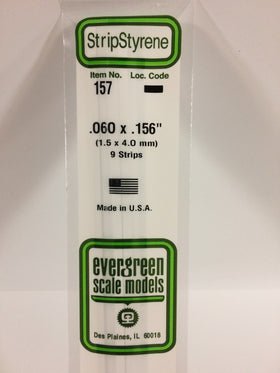 StripStyrene
Item No. Loc. Code
157
.060 x .156"
(1.5 x 4.0 mm)
9 Strips
Made in U.S.A.
evergreen
scale models
Des Plaines, IL 60018